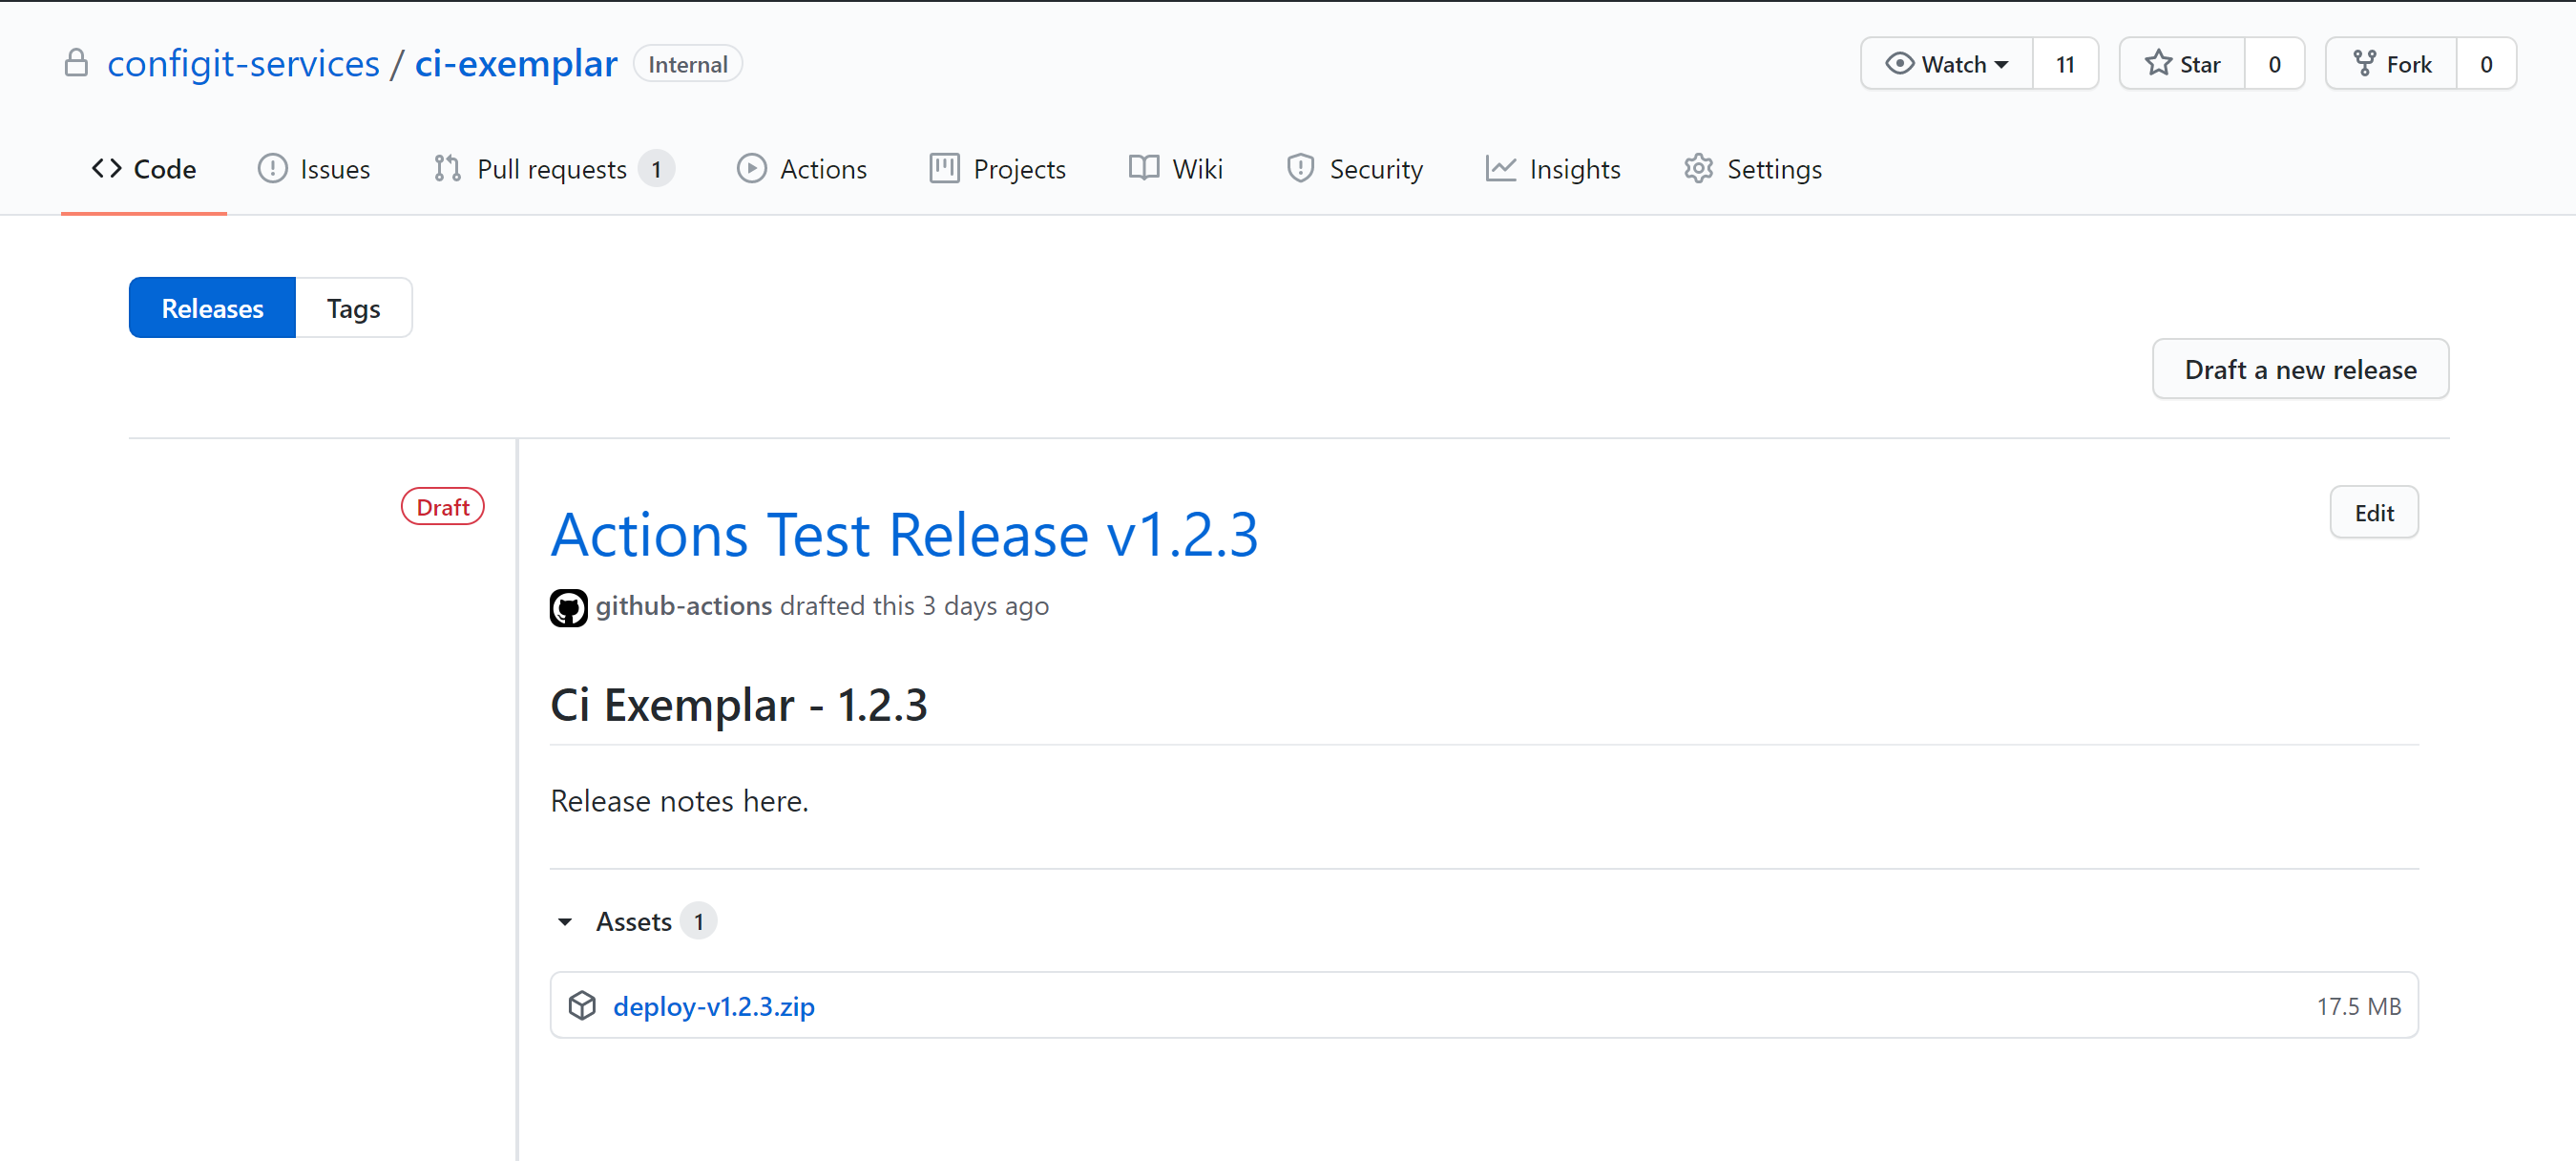 configit-services / ci-exemplar Internal
Watch 11 Star 0 Fork 0
Code Issues Pull requests 1 Actions Projects Wiki Security Insights Settings
Releases Tags
Draft a new release
Draft
Actions Test Release v1.2.3
Edit
github-actions drafted this 3 days ago
Ci Exemplar - 1.2.3
Release notes here.
Assets 1
deploy-v1.2.3.zip 17.5 MB